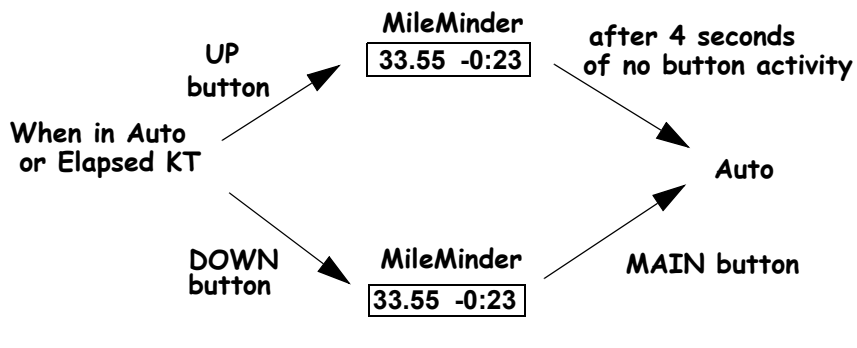 When in Auto
or Elapsed KT
UP
button
MileMinder
33.55 -0:23
after 4 seconds
of no button activity
DOWN
button
MileMinder
33.55 -0:23
MAIN button
Auto